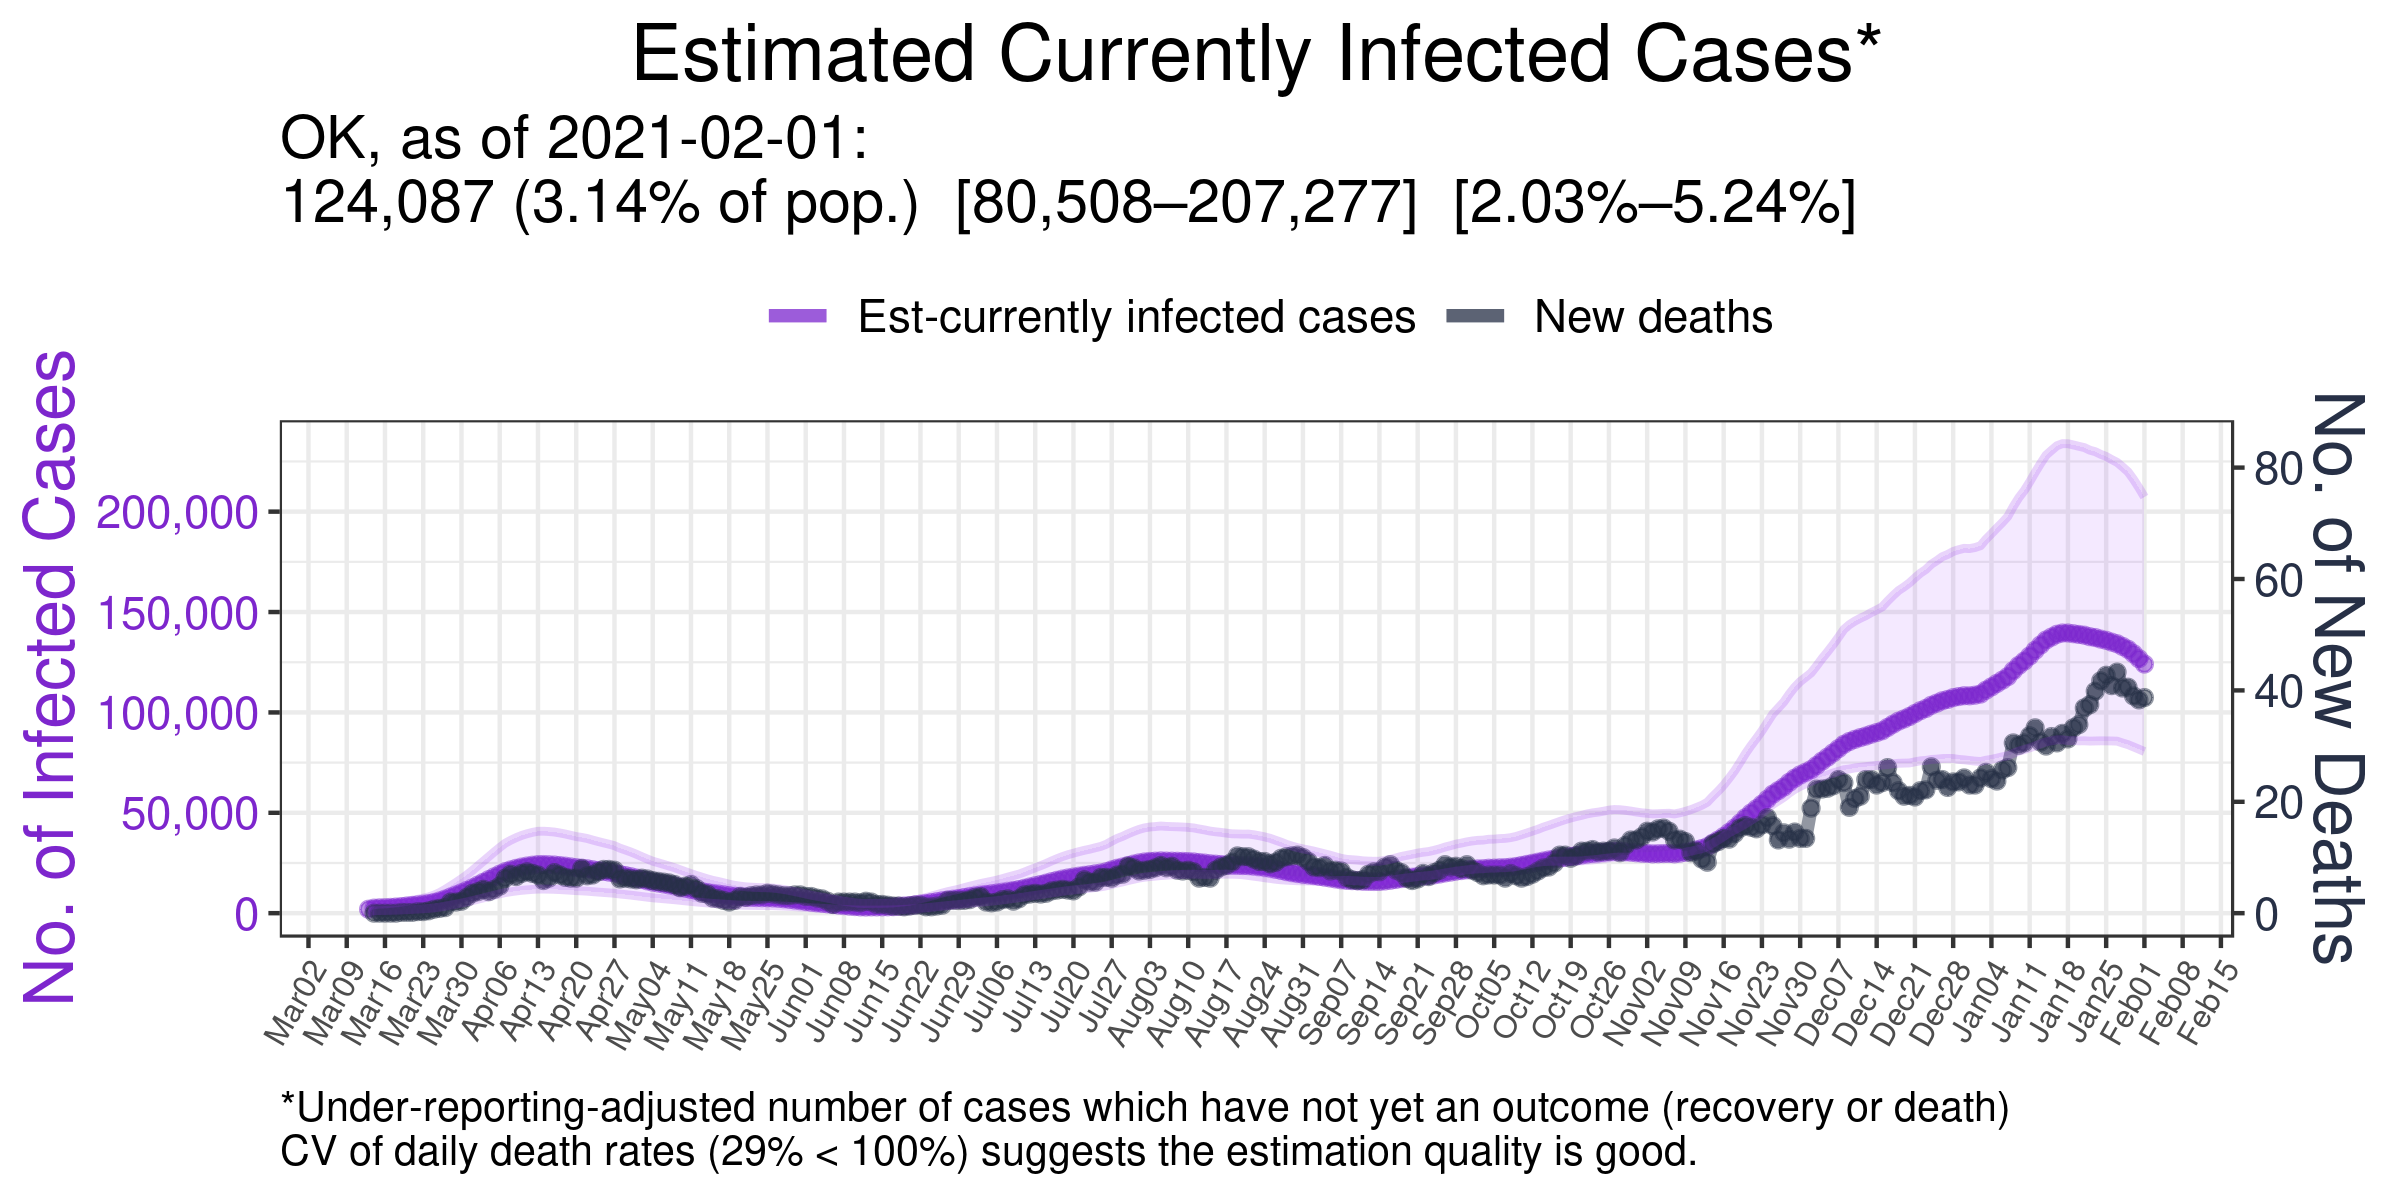 Estimated Currently Infected Cases*
OK, as of 2021-02-01:
124,087 (3.14% of pop.)  [80,508–207,277]  [2.03%–5.24%]
Est-currently infected cases
New deaths
No. of Infected Cases
200,000
150,000
100,000
50,000
0
80
60
40
20
0
No. of New Deaths
Mar02
Mar09
Mar16
Mar23
Mar30
Apr06
Apr13
Apr20
Apr27
May04
May11
May18
May25
Jun01
Jun08
Jun15
Jun22
Jun29
Jul06
Jul13
Jul20
Jul27
Aug03
Aug10
Aug17
Aug24
Aug31
Sep07
Sep14
Sep21
Sep28
Oct05
Oct12
Oct19
Oct26
Nov02
Nov09
Nov16
Nov23
Nov30
Dec07
Dec14
Dec21
Dec28
Jan04
Jan11
Jan18
Jan25
Feb01
Feb08
Feb15
*Under-reporting-adjusted number of cases which have not yet an outcome (recovery or death)
CV of daily death rates (29% < 100%) suggests the estimation quality is good.